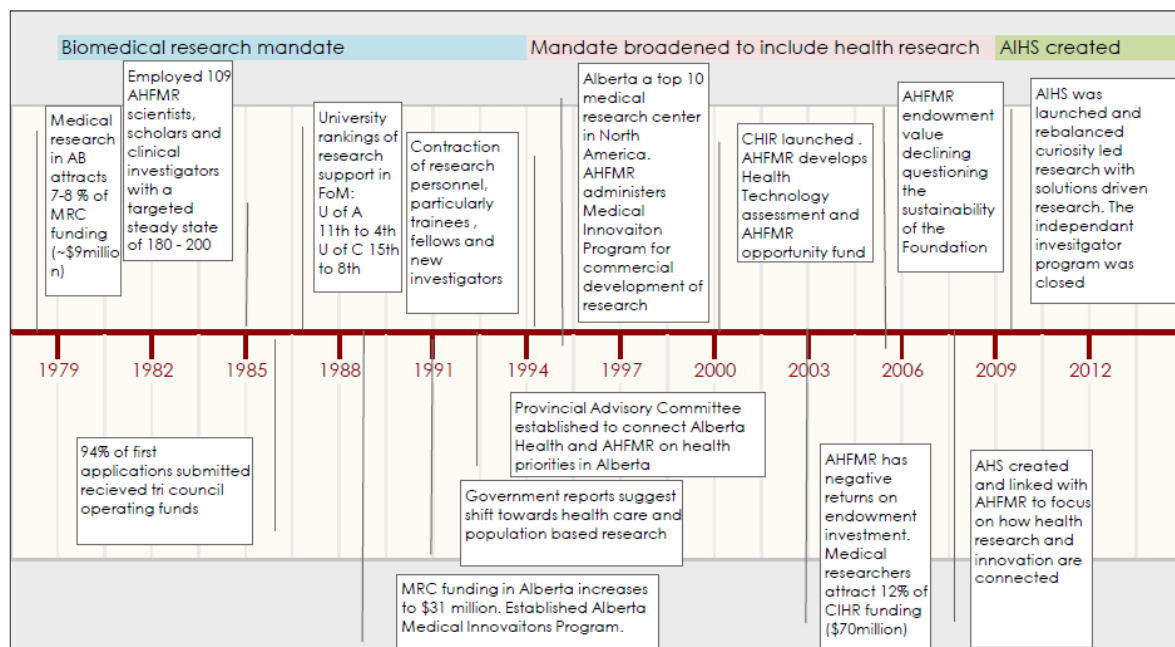 Biomedical research mandate
Mandate broadened to include health research
AIHS created
Medical
research
in AB
attracts
7-8 % of
MRC
funding
(~$9millio
n)
Employed 109
AHFMR
scientists,
scholars and
clinical
investigators
with a
targeted
steady state
of 180 - 200
University
rankings of
research
support in
FoM:
U of A
11th to 4th
U of C 15th
to 8th
Contraction
of research
personnel,
particularly
trainees ,
fellows and
new
investigators
Alberta a top 10
medical
research center
in North
America.
AHFMR
administers
Medical
Innovaiton
Program for
commercial
development of
research
CHIR launched .
AHFMR develops
Health
Technology
assessment and
AHFMR
opportunity fund
AHFMR
endowment
value
declining
questioning
the
sustainability
of the
Foundation
AIHS was
launched and
rebalanced
curiosity led
research with
solutions driven
research. The
independant
invesitgator
program was
closed
1979
1982
1985
1988
1991
1994
1997
2000
2003
2006
2009
2012
94% of first
applications submitted
recieved tri council
operating funds
Provincial Advisory Committee
established to connect Alberta
Health and AHFMR on health
priorities in Alberta
Government reports suggest
shift towards health care and
population based research
MRC funding in Alberta increases
to $31 million. Established Alberta
Medical Innovaitons Program.
AHFMR has
negative
returns on
endowment
investment.
Medical
researchers
attract 12% of
CIHR funding
($70million)
AHS created
and linked with
AHFMR to focus
on how health
research and
innovation are
connected